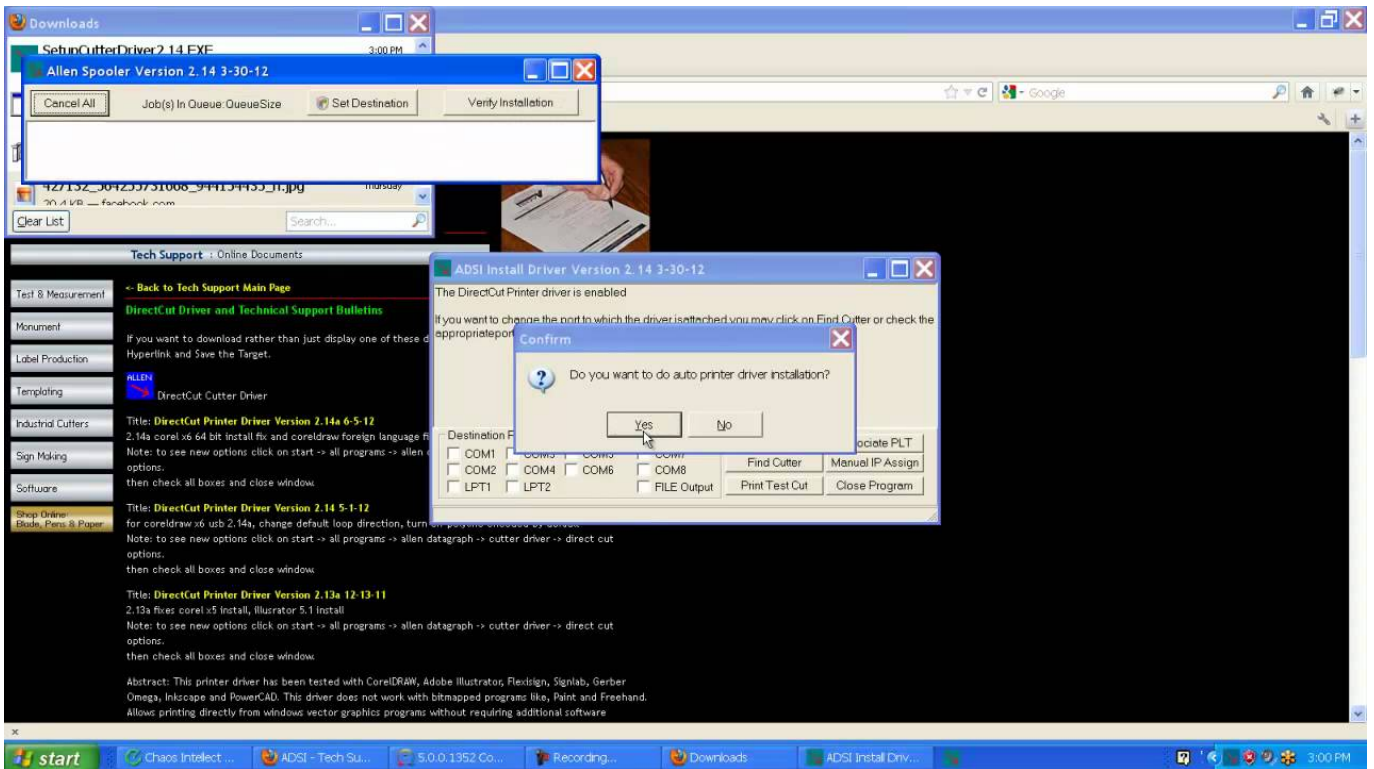 Downloads
SetupCutterDriver2.14.EXE
3:00 PM
Allen Spooler Version 2.14 3-30-12
Cancel All
Job(s) In Queue:QueueSize
Set Destination
Verify Installation
Google
427132_564255731668_944154435_n.jpg
Thursday
20.4 KB — facebook.com
Clear List
Search...
Tech Support : Online Documents
Test & Measurement
Monument
Label Production
Templating
Industrial Cutters
Sign Making
Software
Shop Online:
Blade, Pens & Paper
<- Back to Tech Support Main Page
DirectCut Driver and Technical Support Bulletins
If you want to download rather than just display one of these d
Hyperlink and Save the Target.
ALLEN
DirectCut Cutter Driver
Title: DirectCut Printer Driver Version 2.14a 6-5-12
2.14a corel x6 64 bit install fix and coreldraw foreign language fi
Note: to see new options click on start -> all programs -> allen
options.
then check all boxes and close window.
Title: DirectCut Printer Driver Version 2.14 5-1-12
for coreldraw x6 usb 2.14a, change default loop direction, turn
Note: to see new options click on start -> all programs -> allen datagraph -> cutter driver -> direct cut
options.
then check all boxes and close window.
Title: DirectCut Printer Driver Version 2.13a 12-13-11
2.13a fixes corel x5 install, illusrator 5.1 install
Note: to see new options click on start -> all programs -> allen datagraph -> cutter driver -> direct cut
options.
then check all boxes and close window.
Abstract: This printer driver has been tested with CorelDRAW, Adobe Illustrator, Flexisign, Signlab, Gerber
Omega, Inkscape and PowerCAD. This driver does not work with bitmapped programs like, Paint and Freehand.
Allows printing directly from windows vector graphics programs without requiring additional software
ADSI Install Driver Version 2.14 3-30-12
The DirectCut Printer driver is enabled
If you want to change the port to which the driver isattached you may click on Find Cutter or check the
appropriateport
Confirm
Do you want to do auto printer driver installation?
Yes
No
Destination P
COM1
COM2
COM4
COM6
COM8
LPT1
LPT2
FILE Output
ociate PLT
Find Cutter
Manual IP Assign
Print Test Cut
Close Program
start
Chaos Intellect ...
ADSI - Tech Su...
5.0.0.1352 Co...
Recording...
Downloads
ADSI Install Driv...
3:00 PM